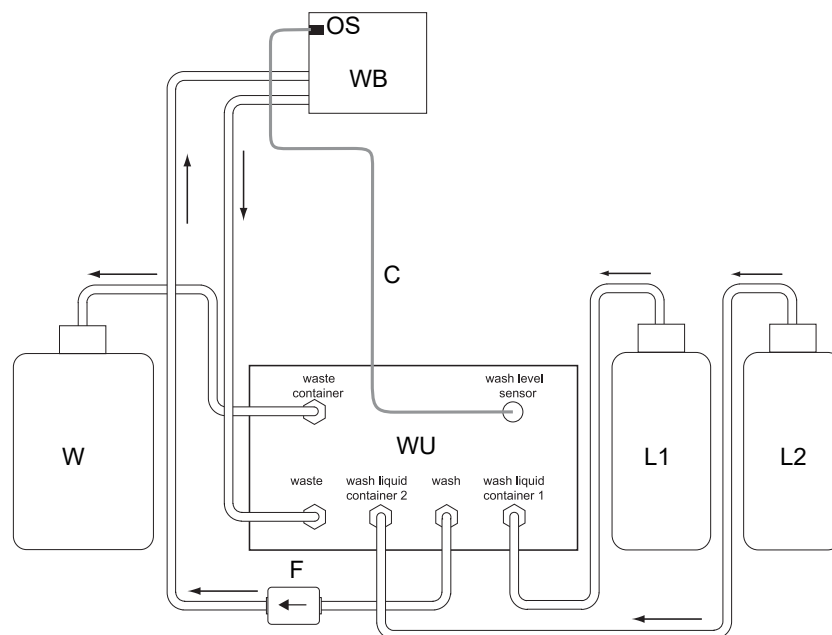 OS
WB
C
waste
container
wash level
sensor
W
WU
L1
L2
waste
wash liquid
container 2
wash
wash liquid
container 1
F